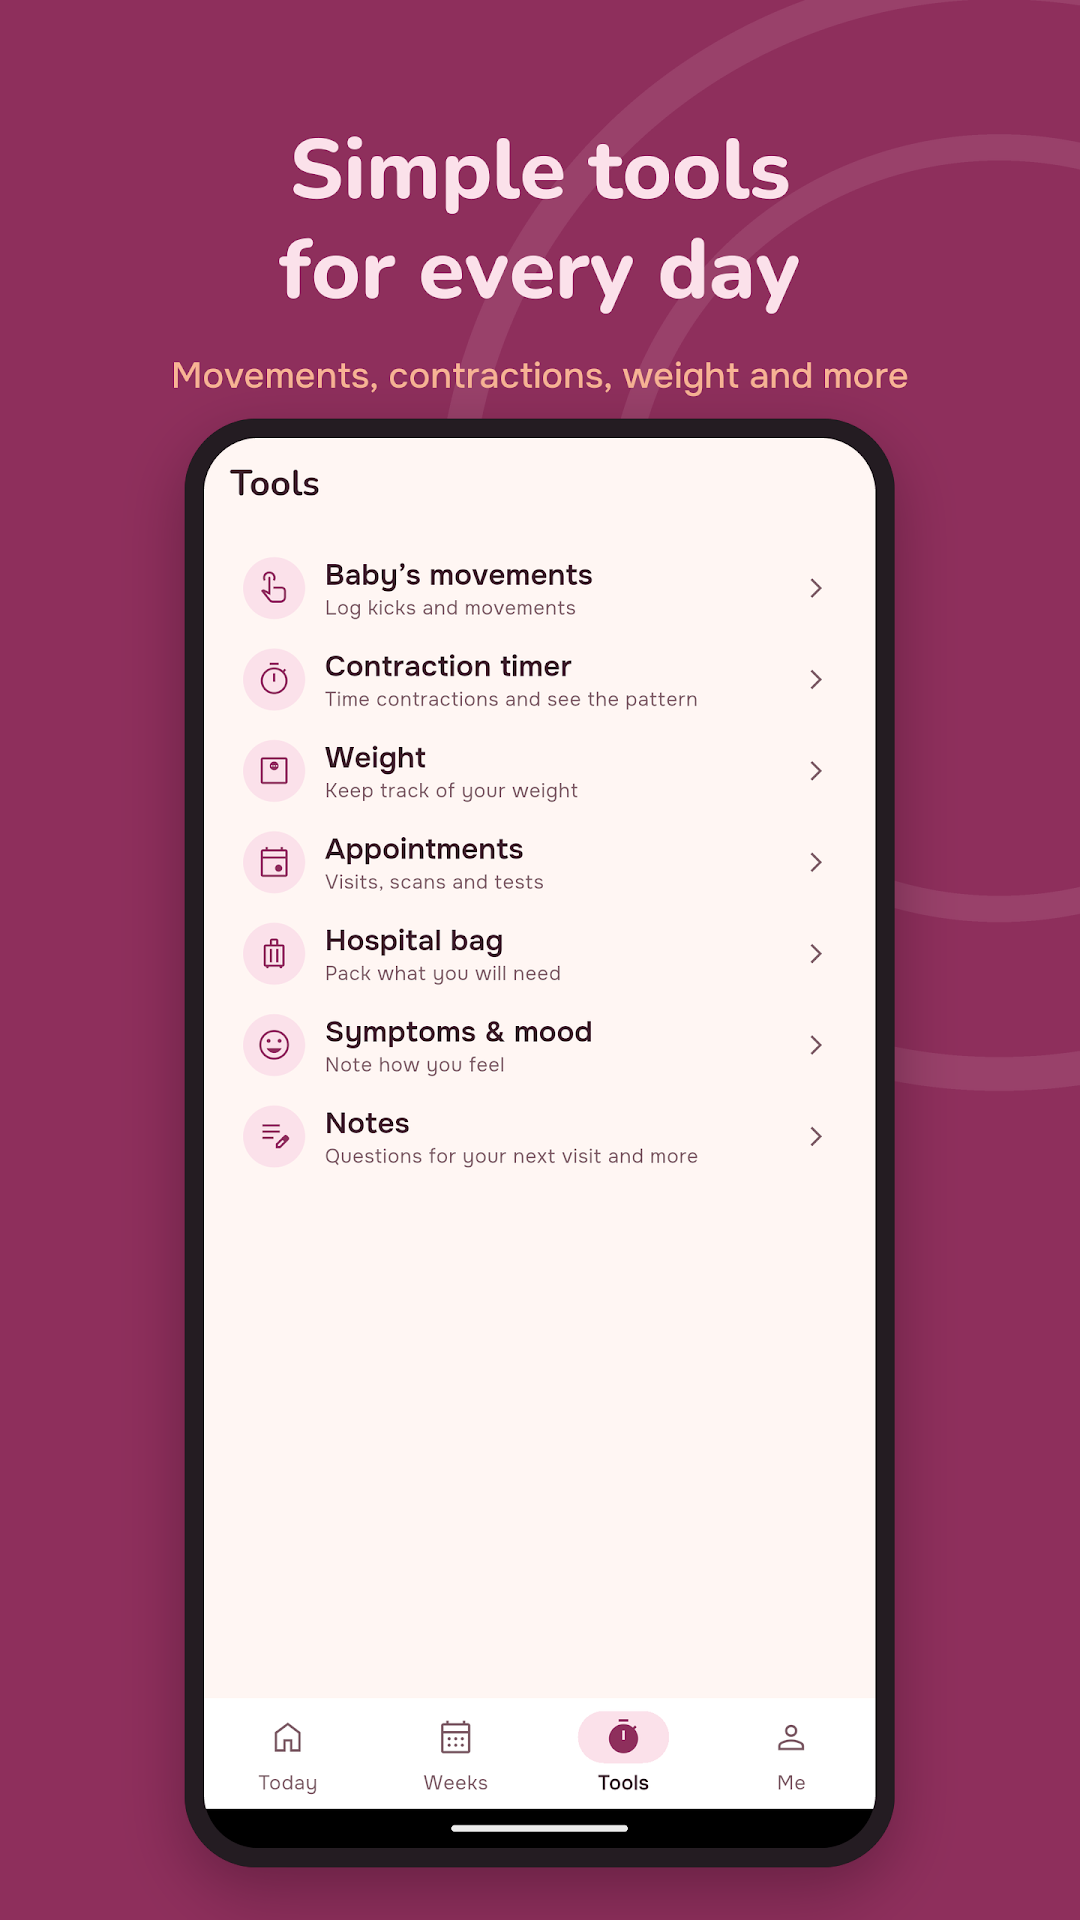 Simple tools
for every day
Movements, contractions, weight and more
Tools
Baby’s movements
Log kicks and movements
Contraction timer
Time contractions and see the pattern
Weight
Keep track of your weight
Appointments
Visits, scans and tests
Hospital bag
Pack what you will need
Symptoms & mood
Note how you feel
Notes
Questions for your next visit and more
Today
Weeks
Tools
Me